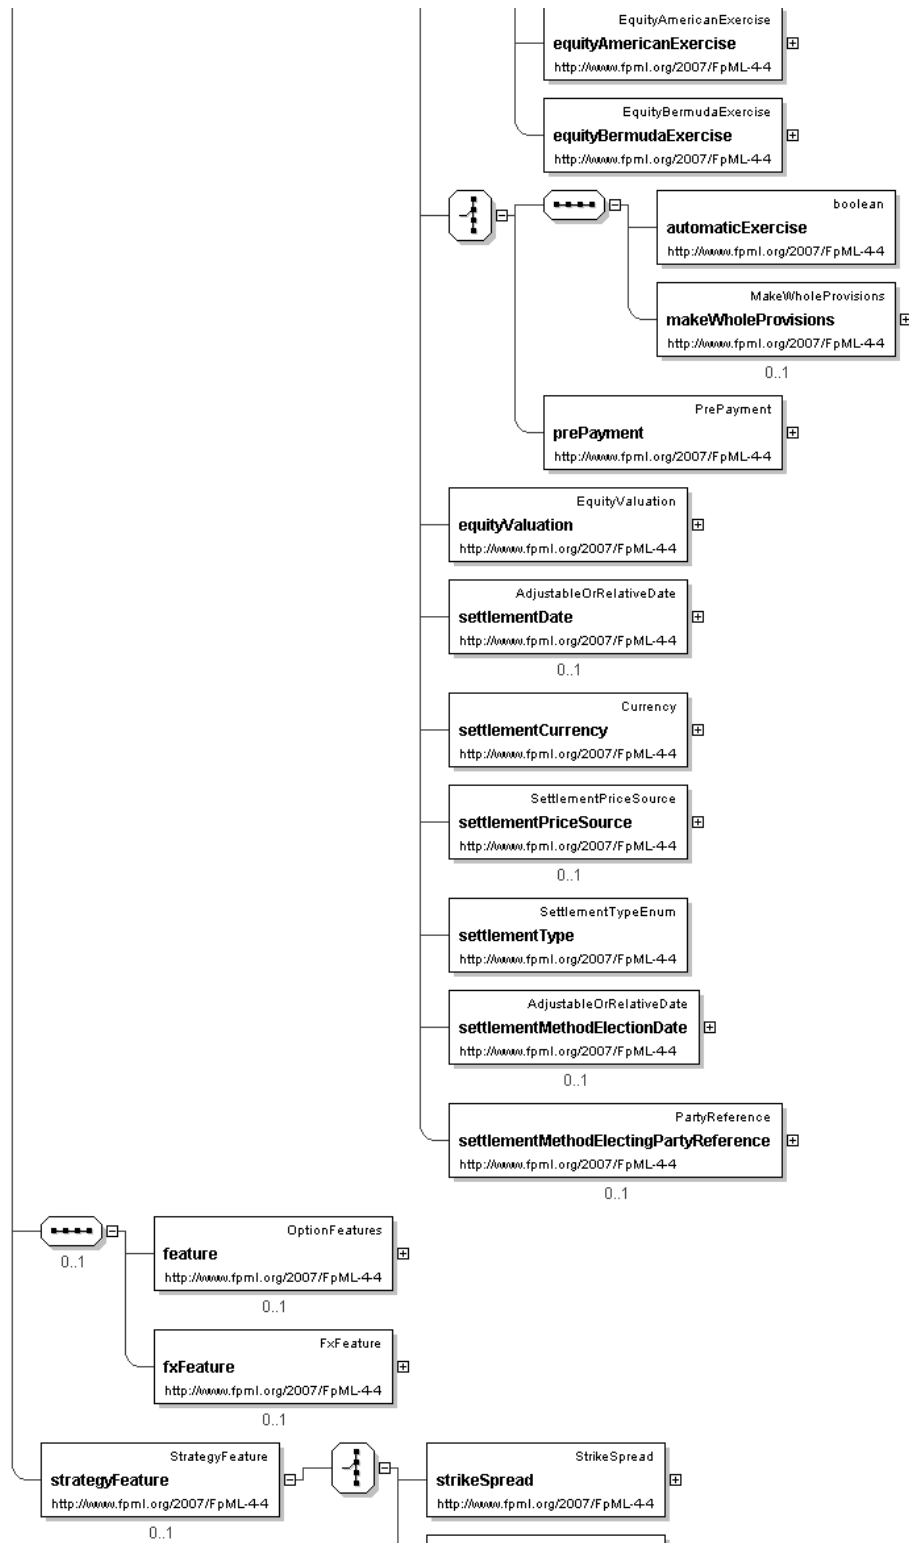 EquityAmericanExercise
equityAmericanExercise
http://www.fpml.org/2007/FpML-4-4
EquityBermudaExercise
equityBermudaExercise
http://www.fpml.org/2007/FpML-4-4
boolean
automaticExercise
http://www.fpml.org/2007/FpML-4-4
MakeWholeProvisions
makeWholeProvisions
http://www.fpml.org/2007/FpML-4-4
0..1
PrePayment
prePayment
http://www.fpml.org/2007/FpML-4-4
EquityValuation
equityValuation
http://www.fpml.org/2007/FpML-4-4
AdjustableOrRelativeDate
settlementDate
http://www.fpml.org/2007/FpML-4-4
0..1
Currency
settlementCurrency
http://www.fpml.org/2007/FpML-4-4
SettlementPriceSource
settlementPriceSource
http://www.fpml.org/2007/FpML-4-4
0..1
SettlementTypeEnum
settlementType
http://www.fpml.org/2007/FpML-4-4
AdjustableOrRelativeDate
settlementMethodElectionDate
http://www.fpml.org/2007/FpML-4-4
0..1
PartyReference
settlementMethodElectingPartyReference
http://www.fpml.org/2007/FpML-4-4
0..1
0..1
OptionFeatures
feature
http://www.fpml.org/2007/FpML-4-4
0..1
FxFeature
fxFeature
http://www.fpml.org/2007/FpML-4-4
0..1
StrategyFeature
strategyFeature
http://www.fpml.org/2007/FpML-4-4
0..1
StrikeSpread
strikeSpread
http://www.fpml.org/2007/FpML-4-4